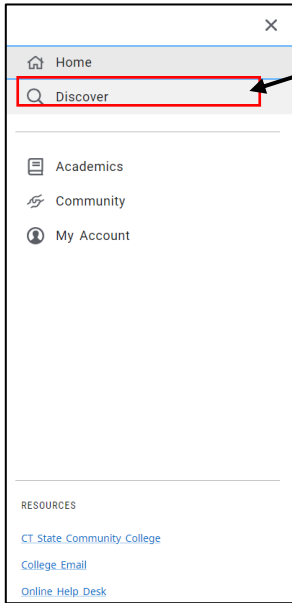 Home
Discover
Academics
Community
My Account
RESOURCES
CT State Community College
College Email
Online Help Desk